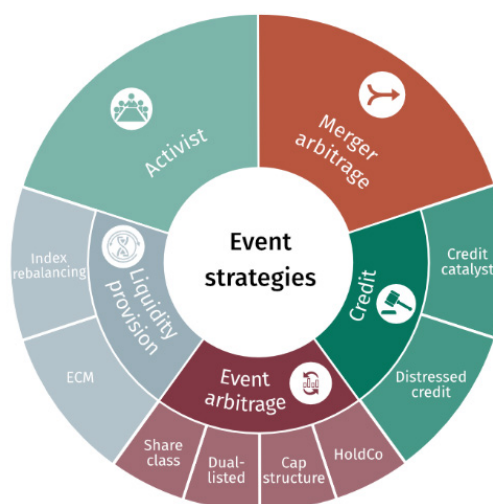 Event
strategies
Activist
Merger
arbitrage
Credit
Credit
catalyst
Distressed
credit
Event
arbitrage
HoldCo
Cap
structure
Dual-
listed
Share
class
Liquidity
provision
ECM
Index
rebalancing